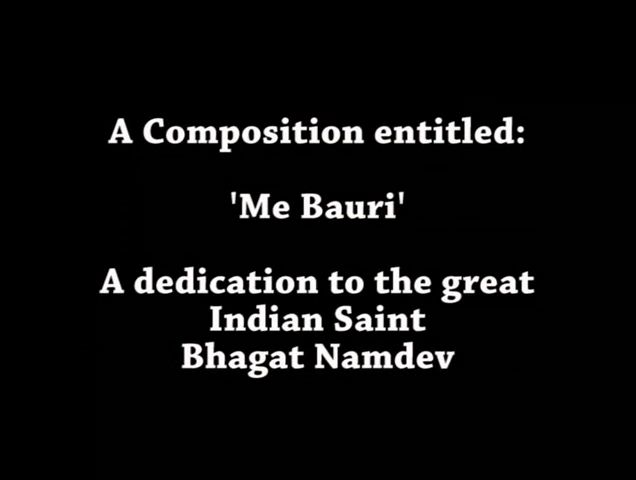 A Composition entitled:
'Me Bauri'
A dedication to the great
Indian Saint
Bhagat Namdev